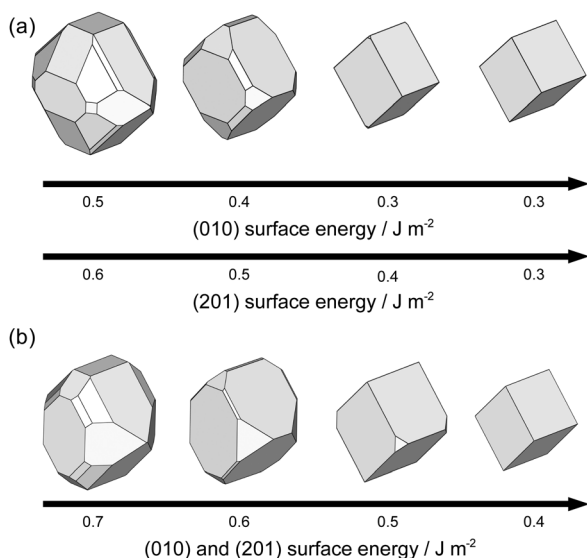 (a)
0.5 0.4 0.3 0.3
(010) surface energy / J m⁻²
0.6 0.5 0.4 0.3
(201) surface energy / J m⁻²
(b)
0.7 0.6 0.5 0.4
(010) and (201) surface energy / J m⁻²